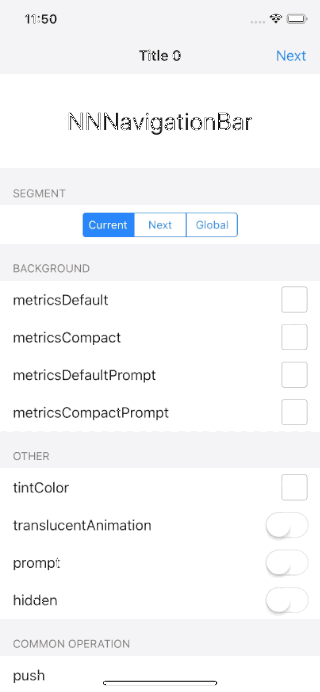 11:50
Title 0
Next
NNNavigationBar
SEGMENT
Current
Next
Global
BACKGROUND
metricsDefault
metricsCompact
metricsDefaultPrompt
metricsCompactPrompt
OTHER
tintColor
translucentAnimation
prompt
hidden
COMMON OPERATION
push